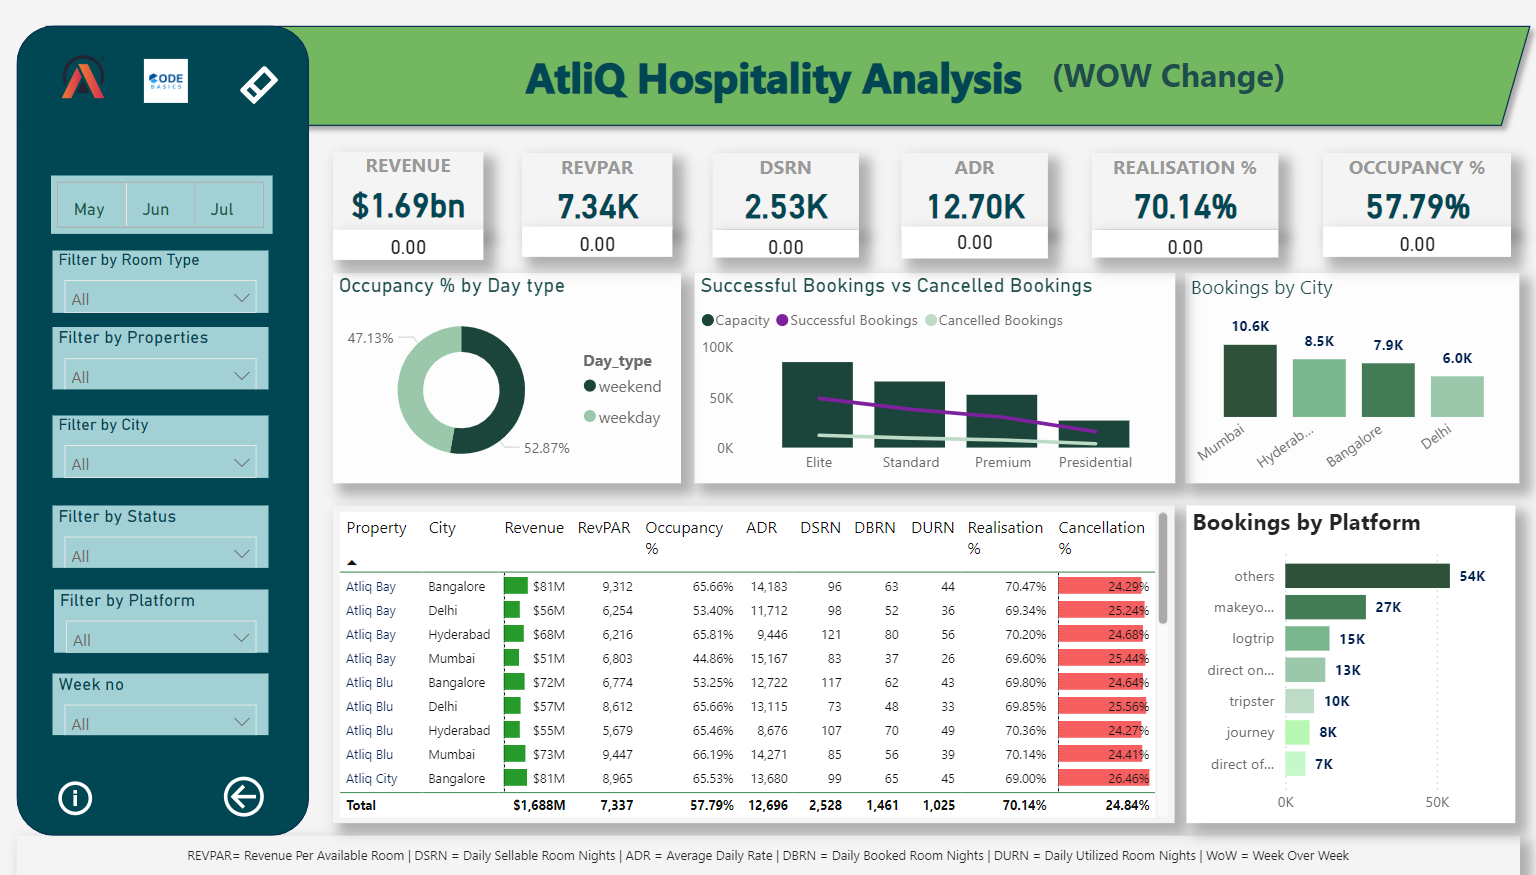 CODE
BASICS
AtliQ Hospitality Analysis (WOW Change)
May Jun Jul
Filter by Room Type
All
Filter by Properties
All
Filter by City
All
Filter by Status
All
Filter by Platform
All
Week no
All
REVENUE
$1.69bn
0.00
REVPAR
7.34K
0.00
DSRN
2.53K
0.00
ADR
12.70K
0.00
REALISATION %
70.14%
0.00
OCCUPANCY %
57.79%
0.00
Occupancy % by Day type
47.13%
52.87%
Day_type
weekend
weekday
Successful Bookings vs Cancelled Bookings
Capacity Successful Bookings Cancelled Bookings
100K
50K
0K
Elite Standard Premium Presidential
Bookings by City
10.6K 8.5K 7.9K 6.0K
Mumbai Hyderab... Bangalore Delhi
Property City Revenue RevPAR Occupancy % ADR DSRN DBRN DURN Realisation % Cancellation %
Atliq Bay Bangalore $81M 9,312 65.66% 14,183 96 63 44 70.47% 24.29%
Atliq Bay Delhi $56M 6,254 53.40% 11,712 98 52 36 69.34% 25.24%
Atliq Bay Hyderabad $68M 6,216 65.81% 9,446 121 80 56 70.20% 24.68%
Atliq Bay Mumbai $51M 6,803 44.86% 15,167 83 37 26 69.60% 25.44%
Atliq Blu Bangalore $72M 6,774 53.25% 12,722 117 62 43 69.80% 24.64%
Atliq Blu Delhi $57M 8,612 65.66% 13,115 73 48 33 69.85% 25.56%
Atliq Blu Hyderabad $55M 5,679 65.46% 8,676 107 70 49 70.36% 24.27%
Atliq Blu Mumbai $73M 9,447 66.19% 14,271 85 56 39 70.14% 24.41%
Atliq City Bangalore $81M 8,965 65.53% 13,680 99 65 45 69.00% 26.46%
Total $1,688M 7,337 57.79% 12,696 2,528 1,461 1,025 70.14% 24.84%
Bookings by Platform
others 54K
makeyo... 27K
logtrip 15K
direct on... 13K
tripster 10K
journey 8K
direct of... 7K
0K 50K
REVPAR= Revenue Per Available Room | DSRN = Daily Sellable Room Nights | ADR = Average Daily Rate | DBRN = Daily Booked Room Nights | DURN = Daily Utilized Room Nights | WoW = Week Over Week